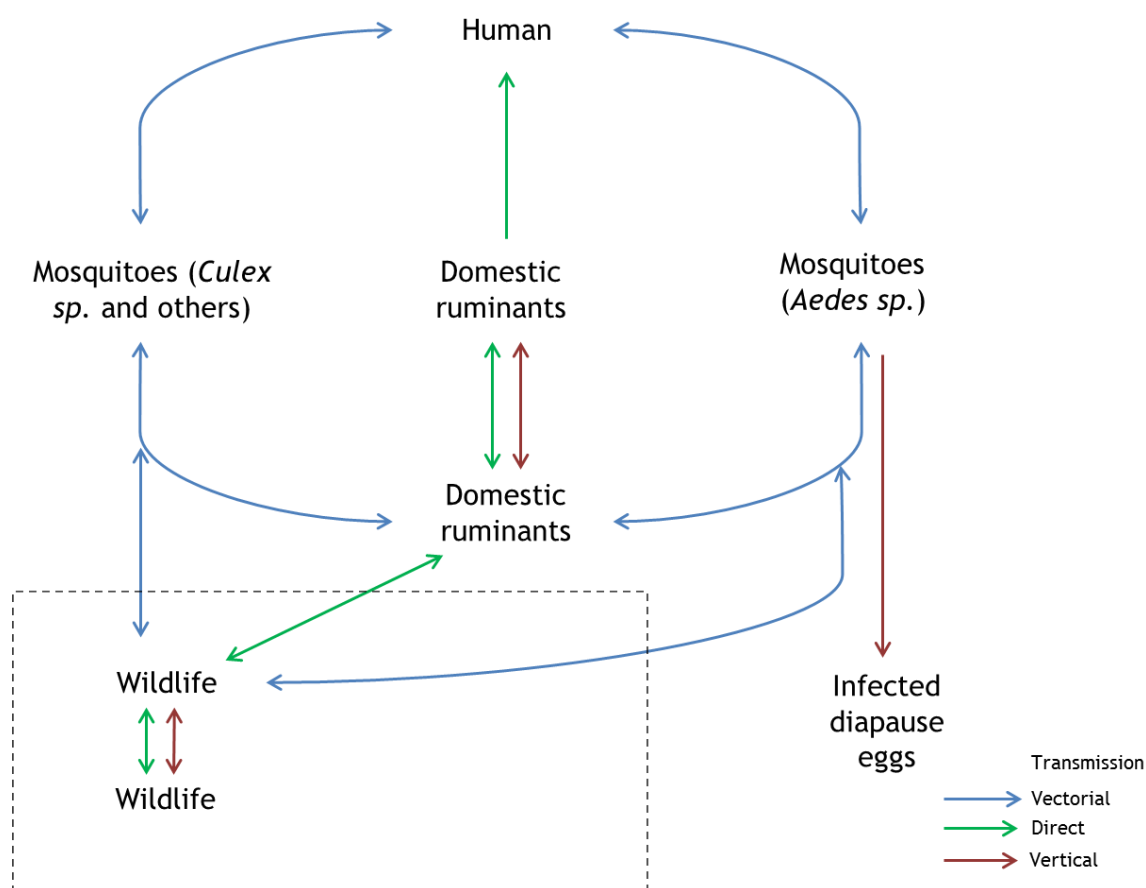 Human
Mosquitoes (Culex
sp. and others)
Domestic
ruminants
Mosquitoes
(Aedes sp.)
Domestic
ruminants
Wildlife
Wildlife
Infected
diapause
eggs
Transmission
Vectorial
Direct
Vertical